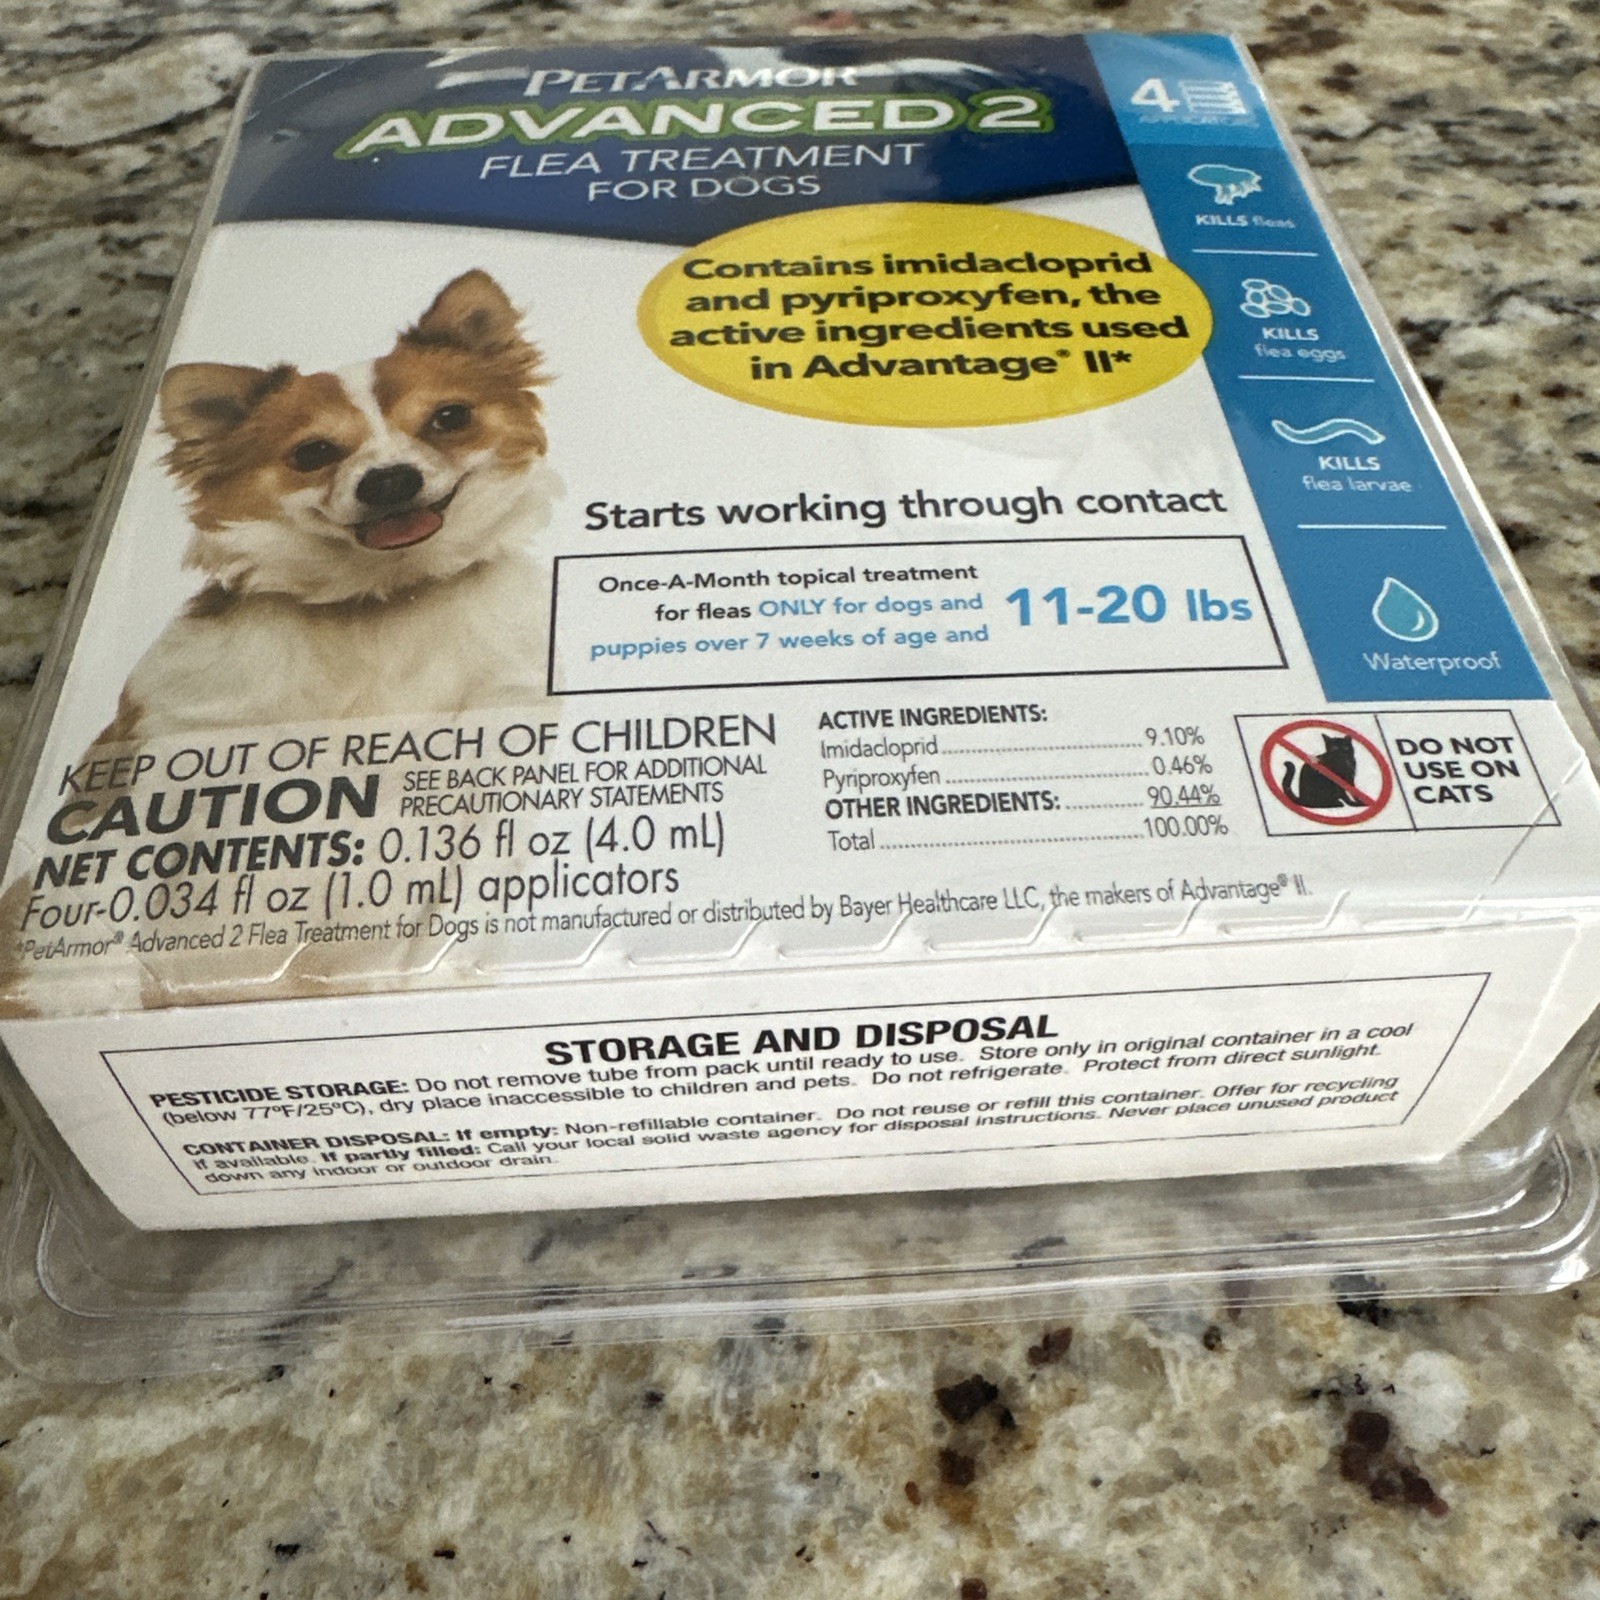 PETARMOR
ADVANCED 2
FLEA TREATMENT
FOR DOGS
4
APPLICATORS
KILLS fleas
KILLS
flea eggs
KILLS
flea larvae
Waterproof
Contains imidacloprid
and pyriproxyfen, the
active ingredients used
in Advantage® II*
Starts working through contact
Once-A-Month topical treatment
for fleas ONLY for dogs and
puppies over 7 weeks of age and
11-20 lbs
KEEP OUT OF REACH OF CHILDREN
CAUTION SEE BACK PANEL FOR ADDITIONAL
PRECAUTIONARY STATEMENTS
NET CONTENTS: 0.136 fl oz (4.0 mL)
Four-0.034 fl oz (1.0 mL) applicators
ACTIVE INGREDIENTS:
Imidacloprid 9.10%
Pyriproxyfen 0.46%
OTHER INGREDIENTS: 90.44%
Total 100.00%
DO NOT
USE ON
CATS
*PetArmor® Advanced 2 Flea Treatment for Dogs is not manufactured or distributed by Bayer Healthcare LLC, the makers of Advantage® II.
STORAGE AND DISPOSAL
PESTICIDE STORAGE: Do not remove tube from pack until ready to use. Store only in original container in a cool
(below 77°F/25°C), dry place inaccessible to children and pets. Do not refrigerate. Protect from direct sunlight.
CONTAINER DISPOSAL: If empty: Non-refillable container. Do not reuse or refill this container. Offer for recycling
if available. If partly filled: Call your local solid waste agency for disposal instructions. Never place unused product
down any indoor or outdoor drain.